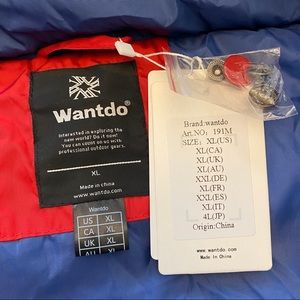 Wantdo
Interested in exploring the
new world? Do it now!
You can count on us with
professional outdoor gears.
XL
Made in China
Wantdo
US XL
CA XL
UK XL
AU XL
Brand:wantdo
Art.NO: 191M
SIZE: XL(US)
XL(CA)
XL(UK)
XL(AU)
XXL(DE)
XL(FR)
XXL(ES)
XL(IT)
4L(JP)
Origin:China
www.wantdo.com
Made In China